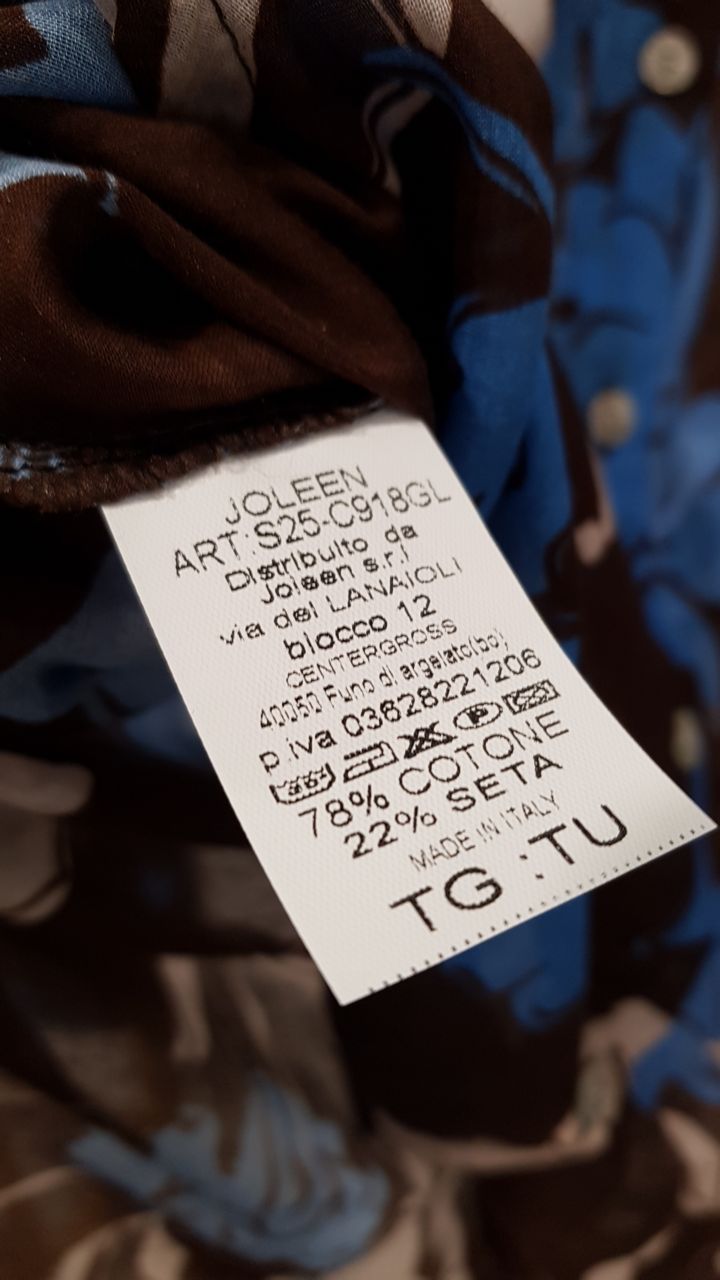 JOLEEN
ART:S25-C918GL
Distribuito da
Joleen s.r.l
via dei LANAIOLI
blocco 12
CENTERGROSS
40050 Funo di argelato(bo)
p.iva 03628221206
78% COTONE
22% SETA
MADE IN ITALY
TG :TU